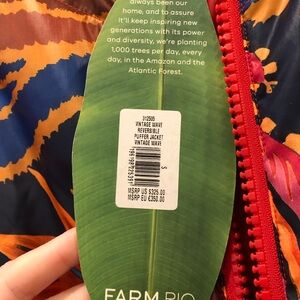 always been our
home, and to assure
it'll keep inspiring new
generations with its power
and diversity, we're planting
1,000 trees per day, every
day, in the Amazon and the
Atlantic Forest.
312505
VINTAGE WAVE
REVERSIBLE
PUFFER JACKET
VINTAGE WAVE
S
MSRP US $325.00
MSRP EU €350.00
FARM RIO